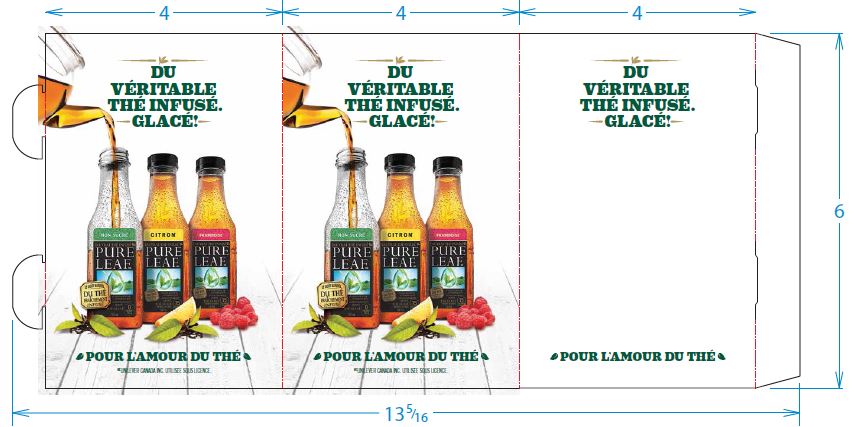 4
4
4
DU
VÉRITABLE
THÉ INFUSÉ.
GLACÉ!
NON SUCRÉ
CITRON
FRAMBOISE
PURE
LEAF
PURE
LEAF
PURE
LEAF
DU THÉ
FRAÎCHEMENT
INFUSÉ
POUR L'AMOUR DU THÉ
UNILEVER CANADA INC. UTILISÉE SOUS LICENCE.
DU
VÉRITABLE
THÉ INFUSÉ.
GLACÉ!
NON SUCRÉ
CITRON
FRAMBOISE
PURE
LEAF
PURE
LEAF
PURE
LEAF
POUR L'AMOUR DU THÉ
UNILEVER CANADA INC. UTILISÉE SOUS LICENCE.
DU
VÉRITABLE
THÉ INFUSÉ.
GLACÉ!
POUR L'AMOUR DU THÉ
6
13 5/16